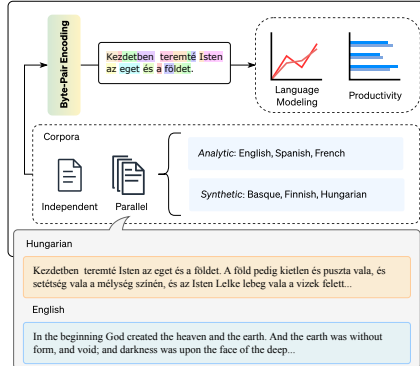 Byte-Pair Encoding
Kezdetben teremté Isten
az eget és a földet.
Language
Modeling
Productivity
Corpora
Independent
Parallel
Analytic: English, Spanish, French
Synthetic: Basque, Finnish, Hungarian
Hungarian
Kezdetben teremté Isten az eget és a földet. A föld pedig kietlen és puszta vala, és
setétség vala a mélység színén, és az Isten Lelke lebeg vala a vizek felett...
English
In the beginning God created the heaven and the earth. And the earth was without
form, and void; and darkness was upon the face of the deep...